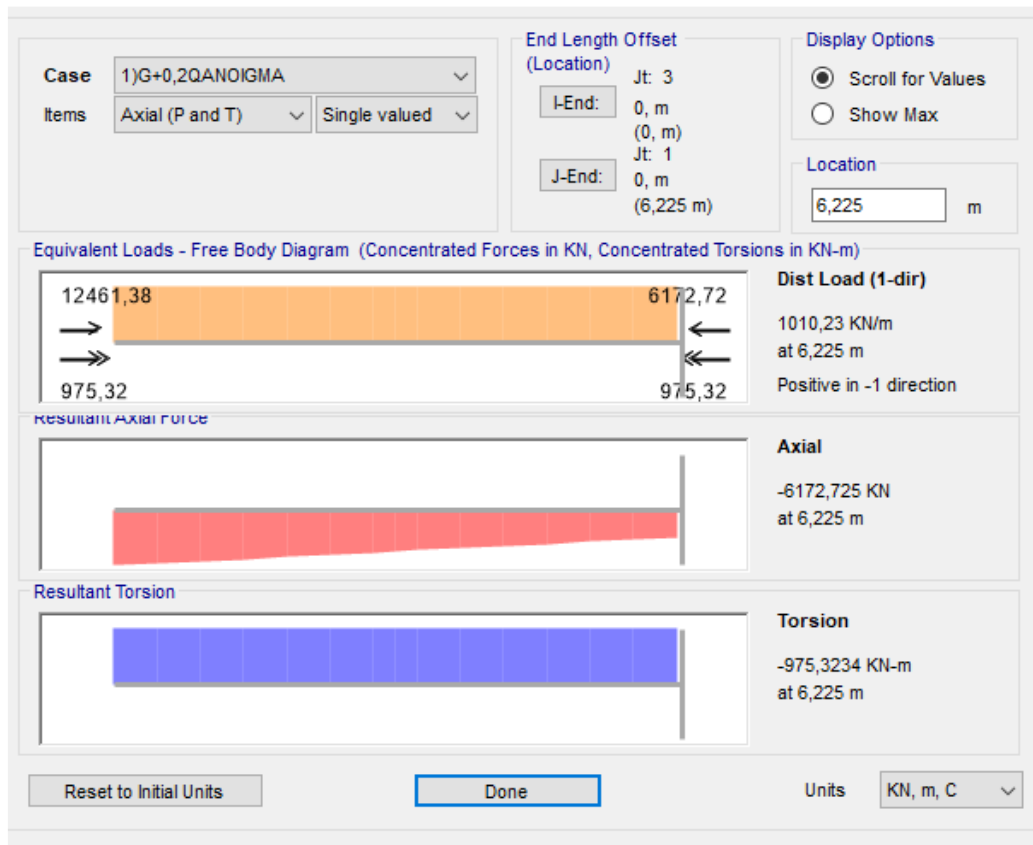 End Length Offset
(Location)
Display Options
Case
1)G+0,2QANOIGMA
Items
Axial (P and T)
Single valued
Jt: 3
I-End:
0, m
(0, m)
Jt: 1
J-End:
0, m
(6,225 m)
Scroll for Values
Show Max
Location
6,225
m
Equivalent Loads - Free Body Diagram (Concentrated Forces in KN, Concentrated Torsions in KN-m)
12461,38
6172,72
975,32
975,32
Dist Load (1-dir)
1010,23 KN/m
at 6,225 m
Positive in -1 direction
Resultant Axial Force
Axial
-6172,725 KN
at 6,225 m
Resultant Torsion
Torsion
-975,3234 KN-m
at 6,225 m
Reset to Initial Units
Done
Units
KN, m, C